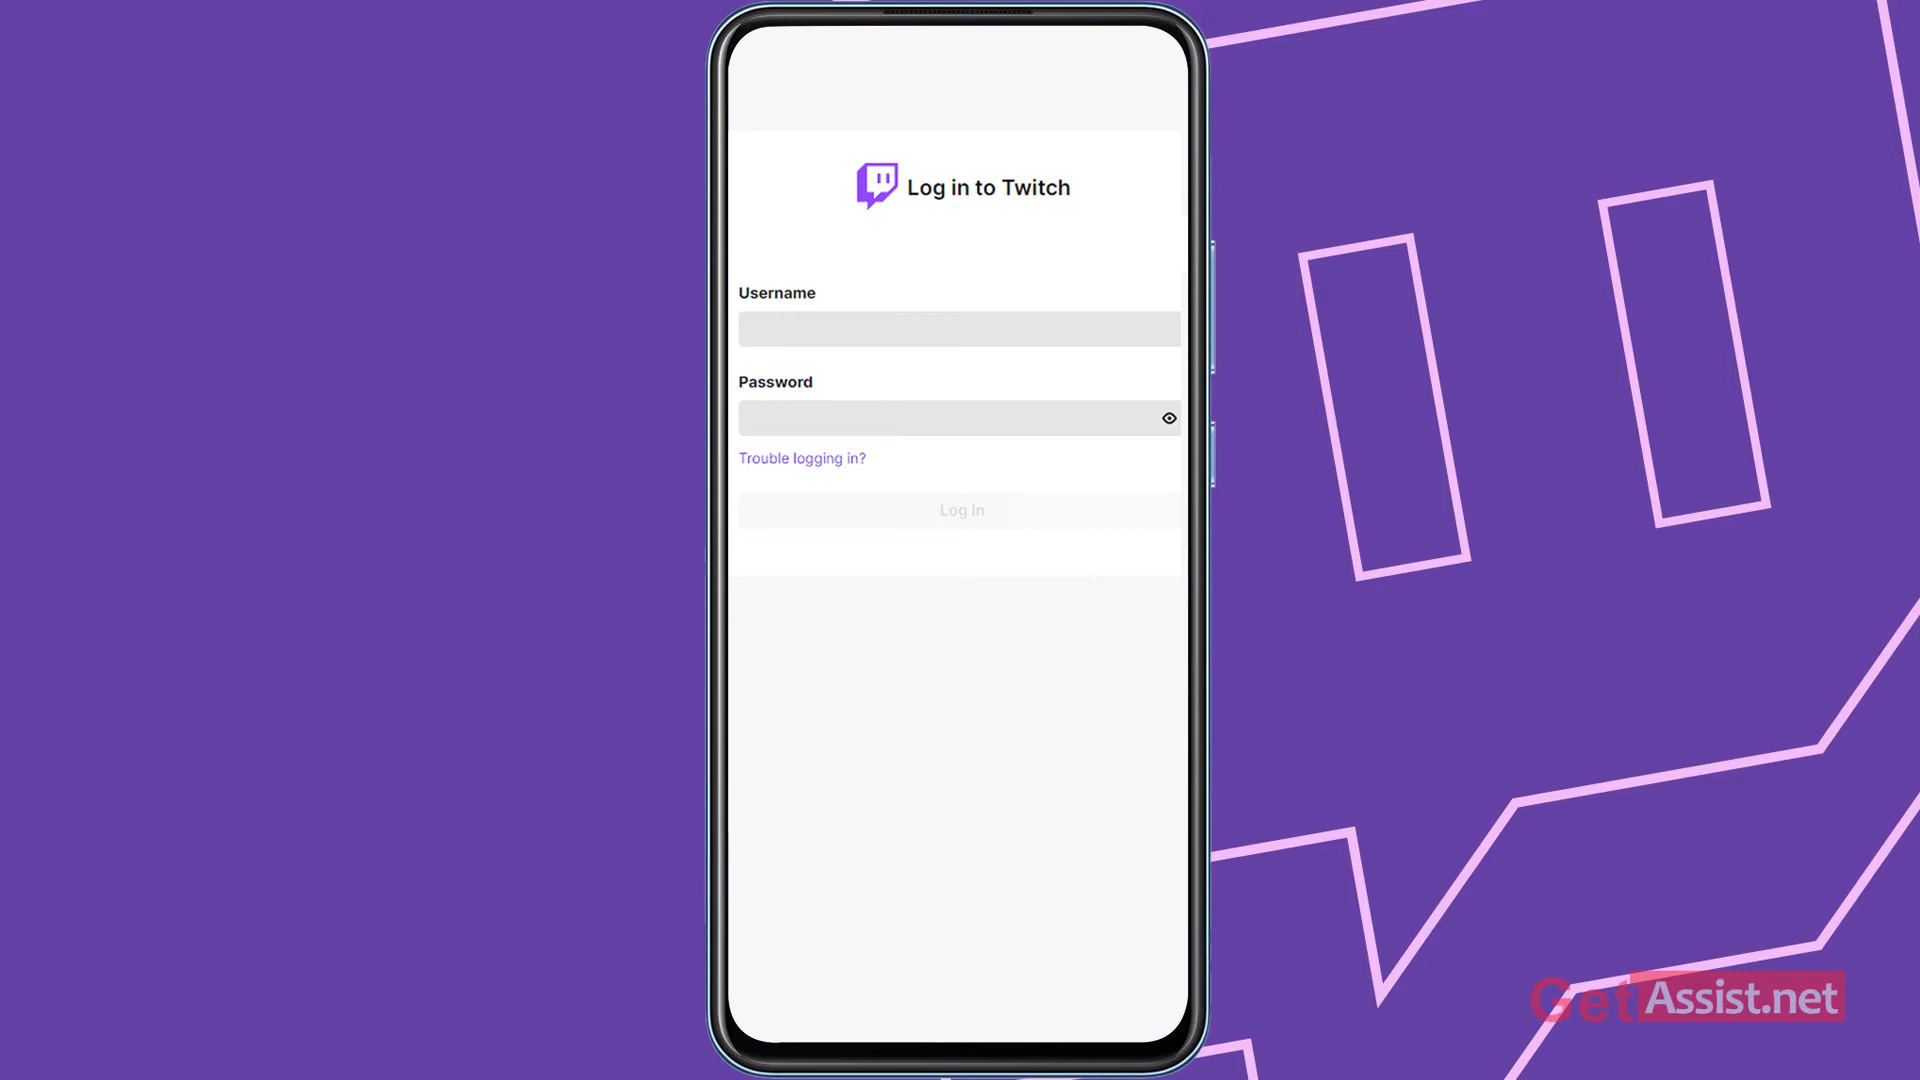 Log in to Twitch
Username
Password
Trouble logging in?
Log In
GetAssist.net